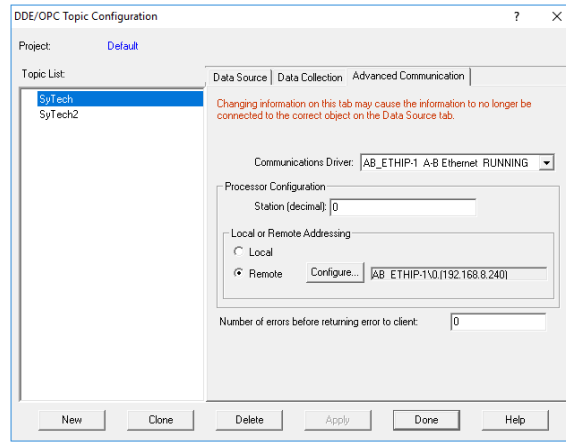 DDE/OPC Topic Configuration
? ×
Project: Default
Topic List:
SyTech
SyTech2
Data Source Data Collection Advanced Communication
Changing information on this tab may cause the information to no longer be
connected to the correct object on the Data Source tab.
Communications Driver: AB_ETHIP-1 A-B Ethernet RUNNING
Processor Configuration
Station (decimal): 0
Local or Remote Addressing
Local
Remote Configure... AB_ETHIP-1\0.(192.168.8.240)
Number of errors before returning error to client: 0
New Clone Delete Apply Done Help